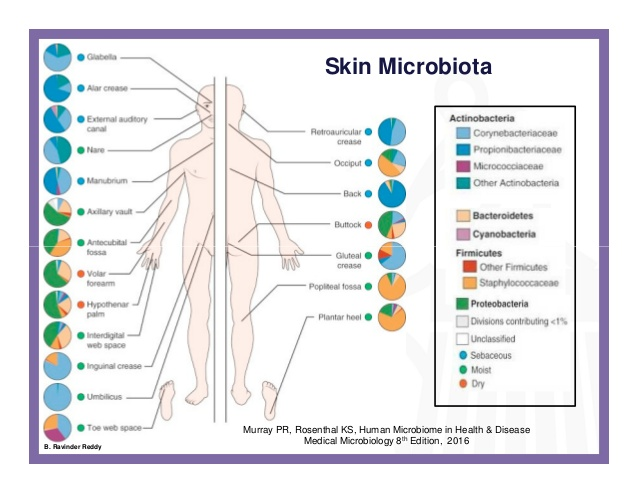 Skin Microbiota
Glabella
Alar crease
External auditory
canal
Nare
Manubrium
Axillary vault
Antecubital
fossa
Volar
forearm
Hypothenar
palm
Interdigital
web space
Inguinal crease
Umbilicus
Toe web space
Retroauricular
crease
Occiput
Back
Buttock
Gluteal
crease
Popliteal fossa
Plantar heel
Actinobacteria
Corynebacteriaceae
Propionibacteriaceae
Micrococciaceae
Other Actinobacteria
Bacteroidetes
Cyanobacteria
Firmicutes
Other Firmicutes
Staphylococcaceae
Proteobacteria
Divisions contributing <1%
Unclassified
Sebaceous
Moist
Dry
Murray PR, Rosenthal KS, Human Microbiome in Health & Disease
Medical Microbiology 8th Edition, 2016
B. Ravinder Reddy